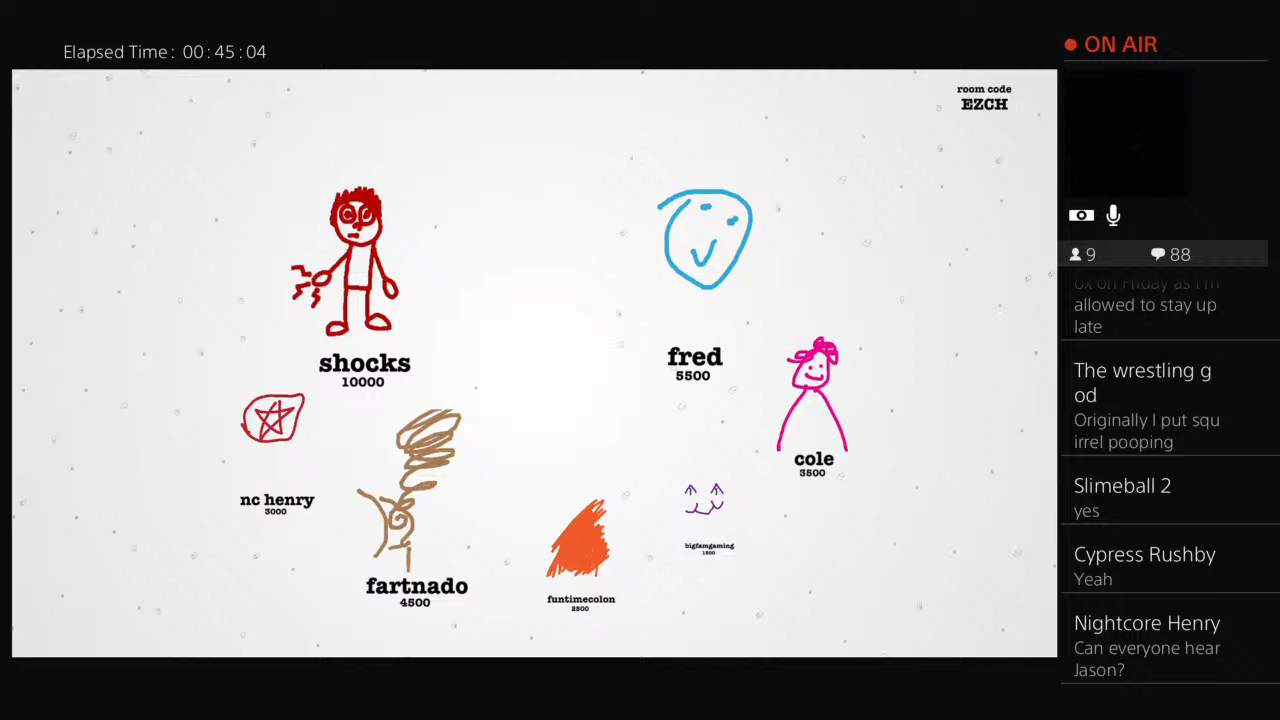 Elapsed Time: 00:45:04
ON AIR
room code
EZCH
9 88
allowed to stay up
late
shocks
10000
fred
5500
The wrestling g
od
Originally I put squ
irrel pooping
cole
3500
nc henry
3000
Slimeball 2
yes
bigfamgaming
Cypress Rushby
Yeah
fartnado
4500
funtimecolon
2500
Nightcore Henry
Can everyone hear
Jason?